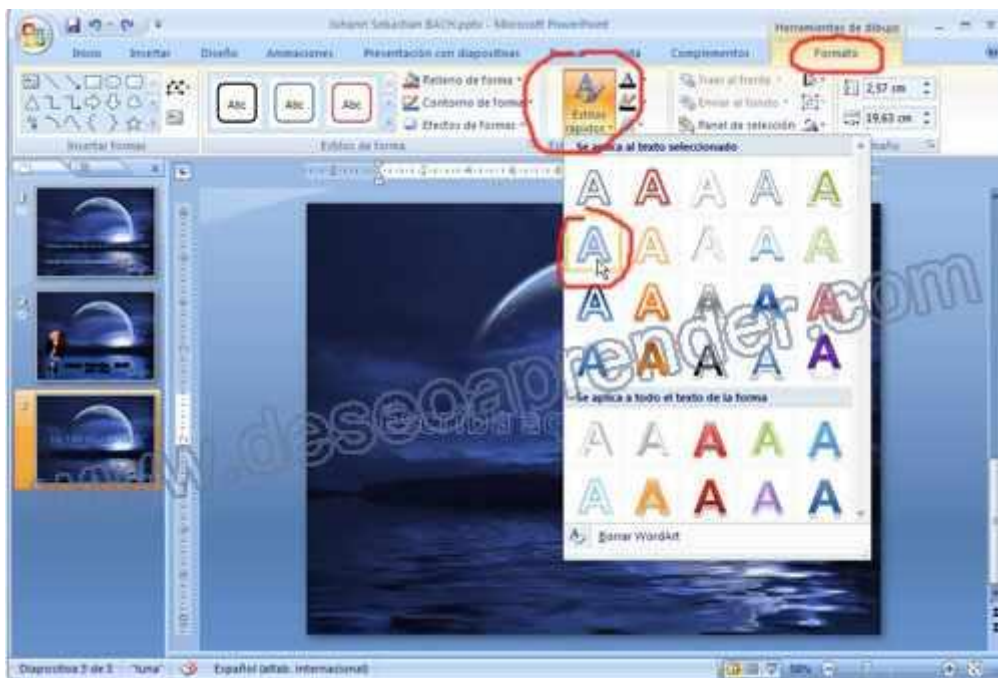 Johann Sebastian BACH.pptx - Microsoft PowerPoint
Herramientas de dibujo
Inicio Insertar Diseño Animaciones Presentación con diapositivas Complementos Formato
Abc Abc Abc
Relleno de forma
Contorno de forma
Efectos de formas
Estilos rápidos
Traer al frente
Enviar al fondo
Panel de selección
2,57 cm
19,63 cm
Insertar formas Estilos de forma
Se aplica al texto seleccionado
A A A A A
A A A A A
A A A A A
A A A A A
Se aplica a todo el texto de la forma
A A A A A
A A A A A
Borrar WordArt
www.deseoaprender.com
Diapositiva 3 de 3 "luna" Español (alfab. internacional)